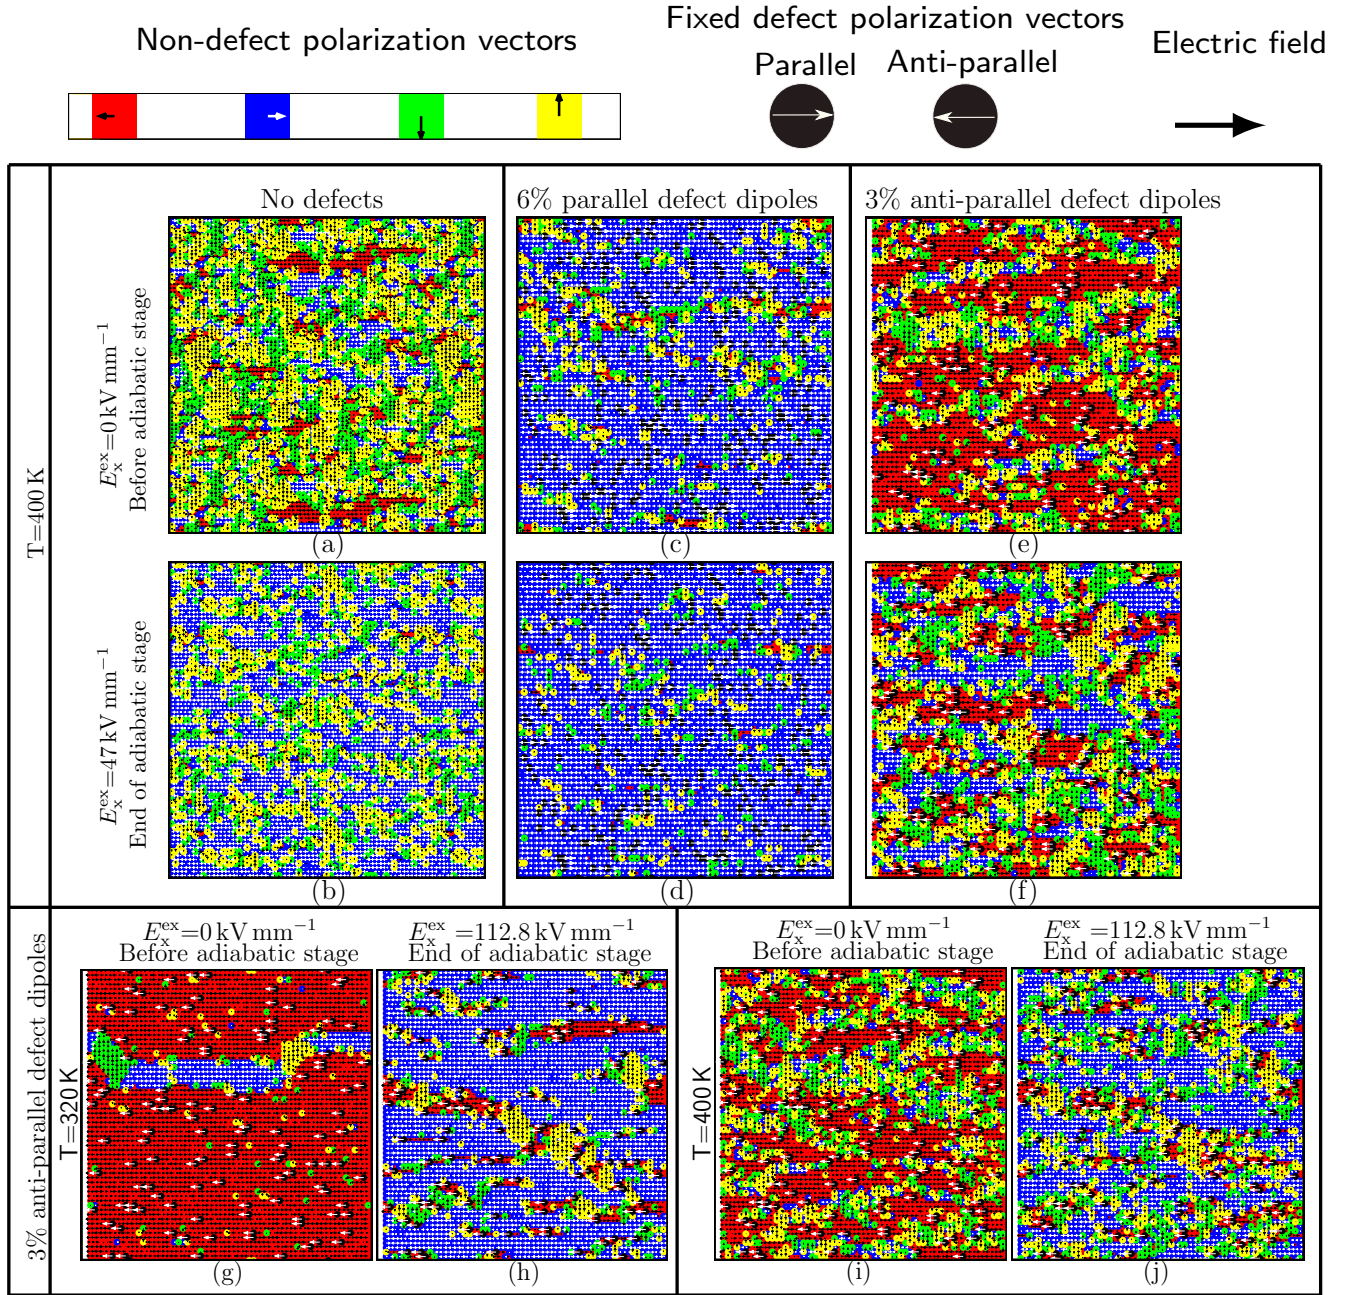 Non-defect polarization vectors
Fixed defect polarization vectors
Parallel
Anti-parallel
Electric field
T=400 K
No defects
6% parallel defect dipoles
3% anti-parallel defect dipoles
E_x^ex=0 kV mm⁻¹
Before adiabatic stage
(a)
(c)
(e)
E_x^ex=47 kV mm⁻¹
End of adiabatic stage
(b)
(d)
(f)
3% anti-parallel defect dipoles
E_x^ex=0 kV mm⁻¹
Before adiabatic stage
E_x^ex =112.8 kV mm⁻¹
End of adiabatic stage
T=320 K
(g)
(h)
E_x^ex=0 kV mm⁻¹
Before adiabatic stage
E_x^ex =112.8 kV mm⁻¹
End of adiabatic stage
T=400 K
(i)
(j)